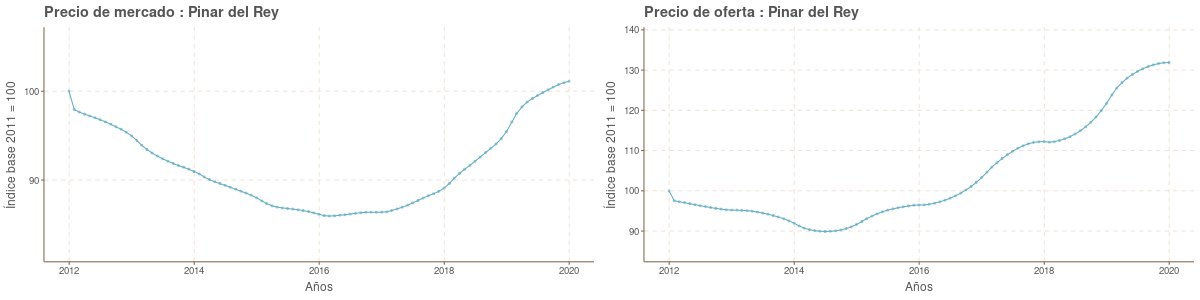 Precio de mercado : Pinar del Rey
Índice base 2011 = 100
100
90
2012 2014 2016 2018 2020
Años
Precio de oferta : Pinar del Rey
Índice base 2011 = 100
140
130
120
110
100
90
2012 2014 2016 2018 2020
Años